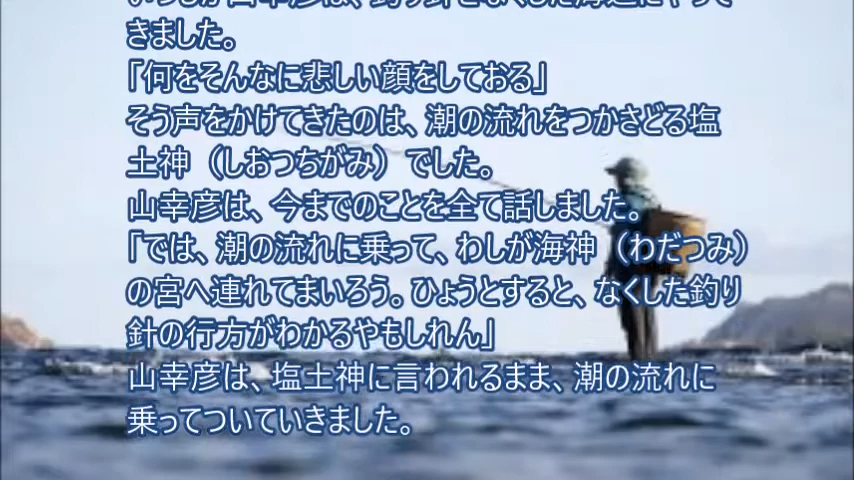 きました。
「何をそんなに悲しい顔をしておる」
そう声をかけてきたのは、潮の流れをつかさどる塩
土神（しおつちがみ）でした。
山幸彦は、今までのことを全て話しました。
「では、潮の流れに乗って、わしが海神（わだつみ）
の宮へ連れてまいろう。ひょうとすると、なくした釣り
針の行方がわかるやもしれん」
山幸彦は、塩土神に言われるまま、潮の流れに
乗ってついていきました。